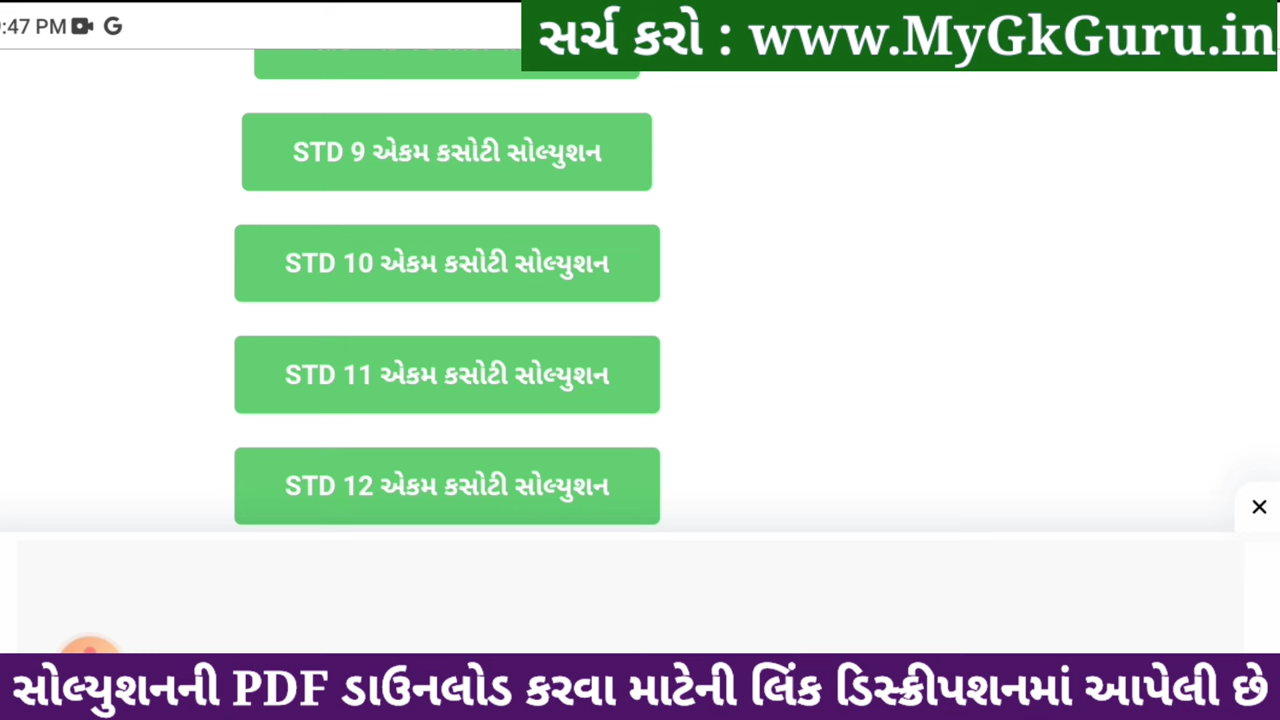 :47 PM
સર્ચ કરો : www.MyGkGuru.in
STD 9 એકમ કસોટી સોલ્યુશન
STD 10 એકમ કસોટી સોલ્યુશન
STD 11 એકમ કસોટી સોલ્યુશન
STD 12 એકમ કસોટી સોલ્યુશન
સોલ્યુશનની PDF ડાઉનલોડ કરવા માટેની લિંક ડિસ્ક્રીપશનમાં આપેલી છે